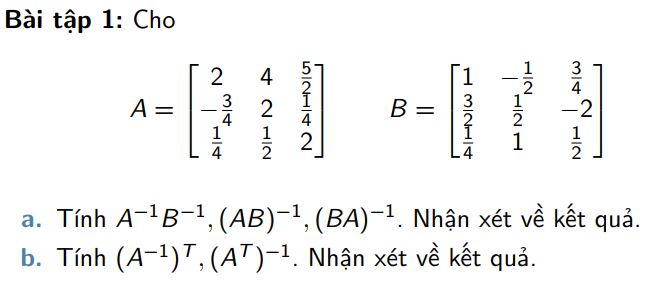 Bài tập 1: Cho
A = [ 2 4 5/2 ; -3/4 2 1/4 ; 1/4 1/2 2 ] B = [ 1 -1/2 3/4 ; 3/2 1/2 -2 ; 1/4 1 1/2 ]
a. Tính A⁻¹B⁻¹, (AB)⁻¹, (BA)⁻¹. Nhận xét về kết quả.
b. Tính (A⁻¹)ᵀ, (Aᵀ)⁻¹. Nhận xét về kết quả.